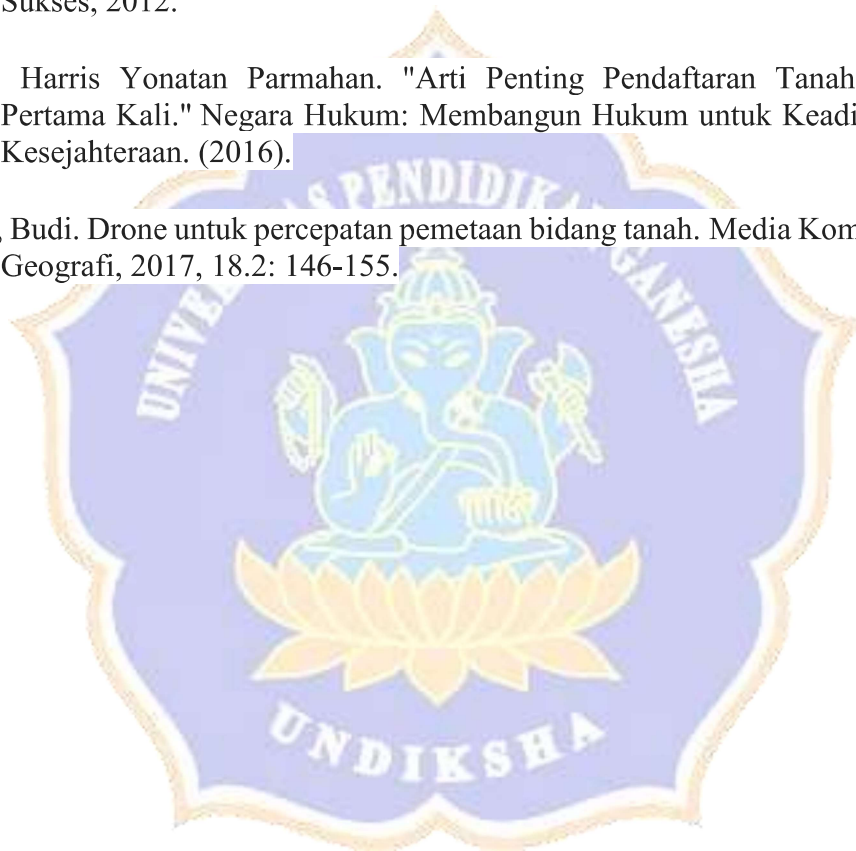 Sukses, 2012.
Harris Yonatan Parmahan. "Arti Penting Pendaftaran Tanah
Pertama Kali." Negara Hukum: Membangun Hukum untuk Keadi
Kesejahteraan. (2016).
, Budi. Drone untuk percepatan pemetaan bidang tanah. Media Kom
Geografi, 2017, 18.2: 146-155.
PENDIDIKAN
GANESHA
UNDIKSHA